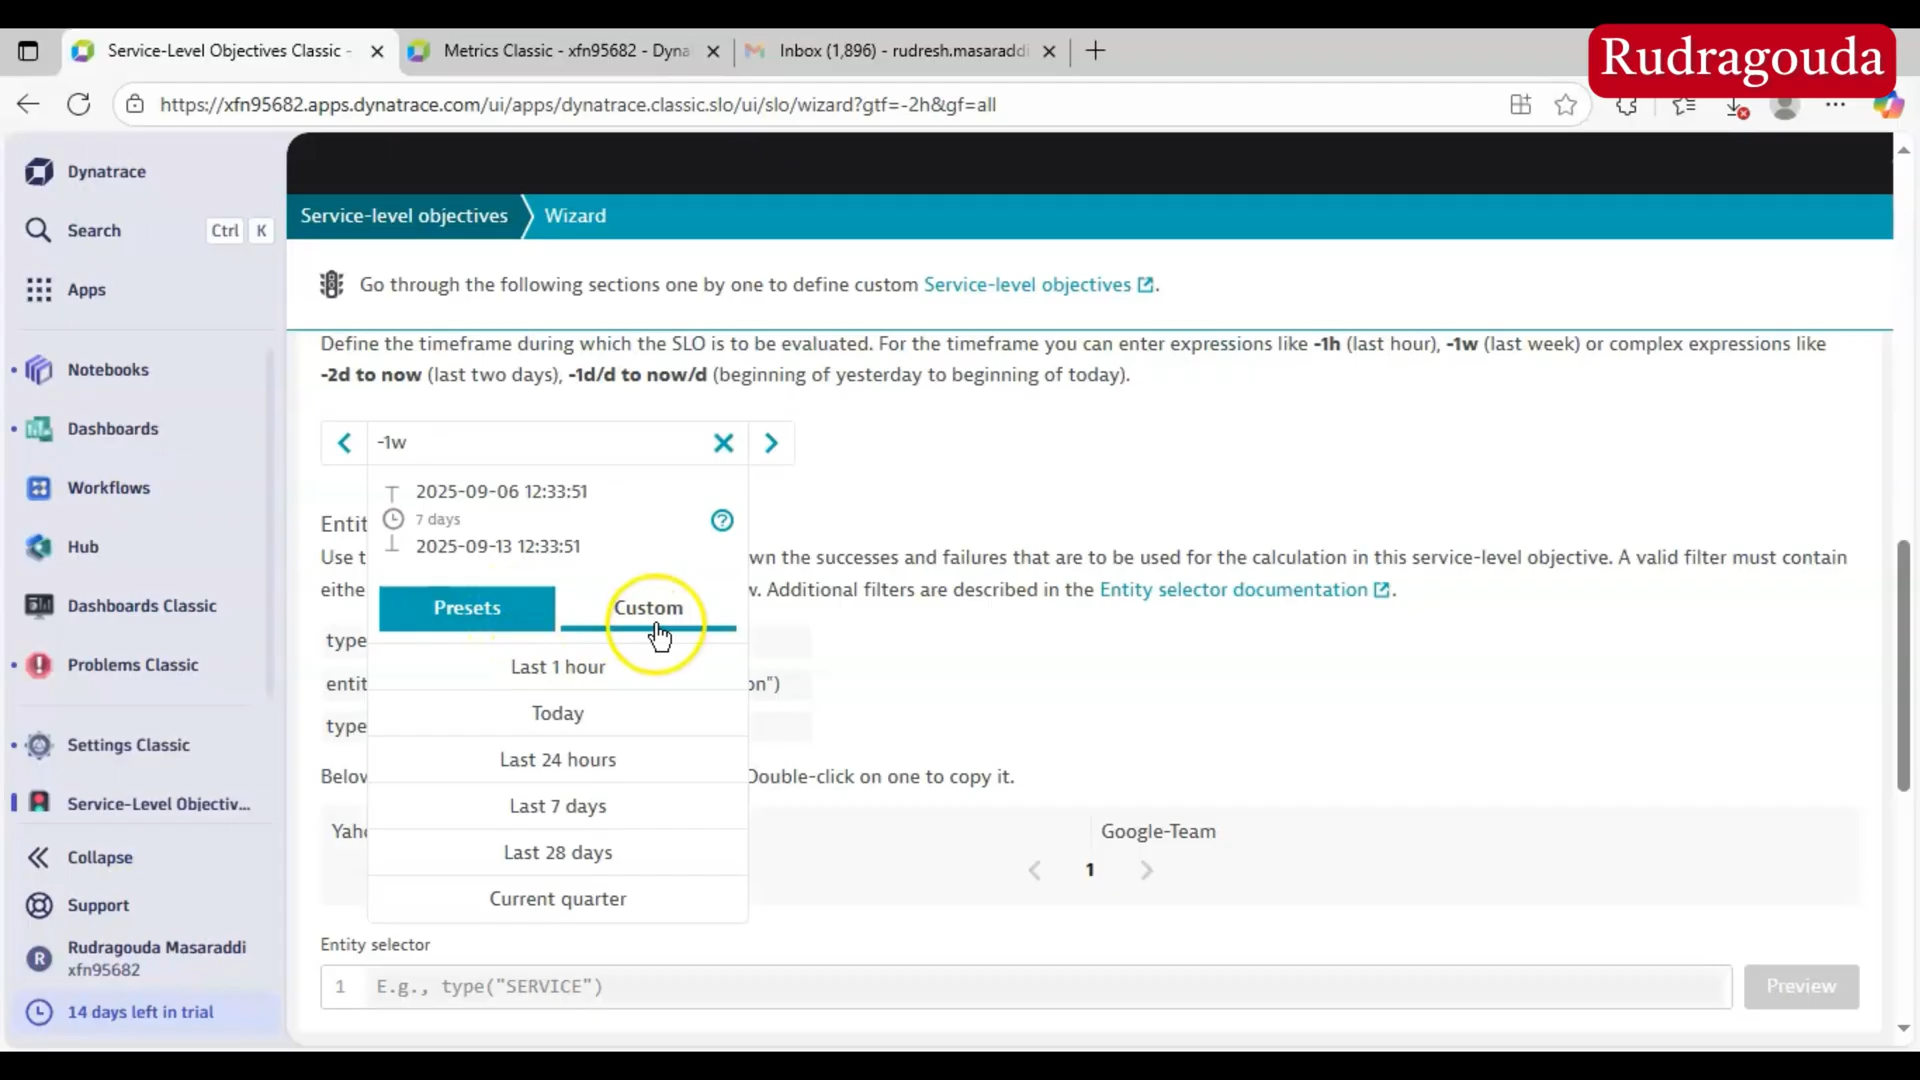 Rudragouda
Service-Level Objectives Classic -
Metrics Classic - xfn95682 - Dyna
Inbox (1,896) - rudresh.masaraddi
https://xfn95682.apps.dynatrace.com/ui/apps/dynatrace.classic.slo/ui/slo/wizard?gtf=-2h&gf=all
Dynatrace
Search Ctrl K
Apps
Notebooks
Dashboards
Workflows
Hub
Dashboards Classic
Problems Classic
Settings Classic
Service-Level Objectiv...
Collapse
Support
R Rudragouda Masaraddi
xfn95682
14 days left in trial
Service-level objectives Wizard
Go through the following sections one by one to define custom Service-level objectives.
Define the timeframe during which the SLO is to be evaluated. For the timeframe you can enter expressions like -1h (last hour), -1w (last week) or complex expressions like
-2d to now (last two days), -1d/d to now/d (beginning of yesterday to beginning of today).
-1w
2025-09-06 12:33:51
7 days
2025-09-13 12:33:51
Presets Custom
Last 1 hour
Today
Last 24 hours
Last 7 days
Last 28 days
Current quarter
Entit
Use t wn the successes and failures that are to be used for the calculation in this service-level objective. A valid filter must contain
eithe w. Additional filters are described in the Entity selector documentation.
type
entit on")
type
Below Double-click on one to copy it.
Yaho Google-Team
1
Entity selector
1 E.g., type("SERVICE")
Preview